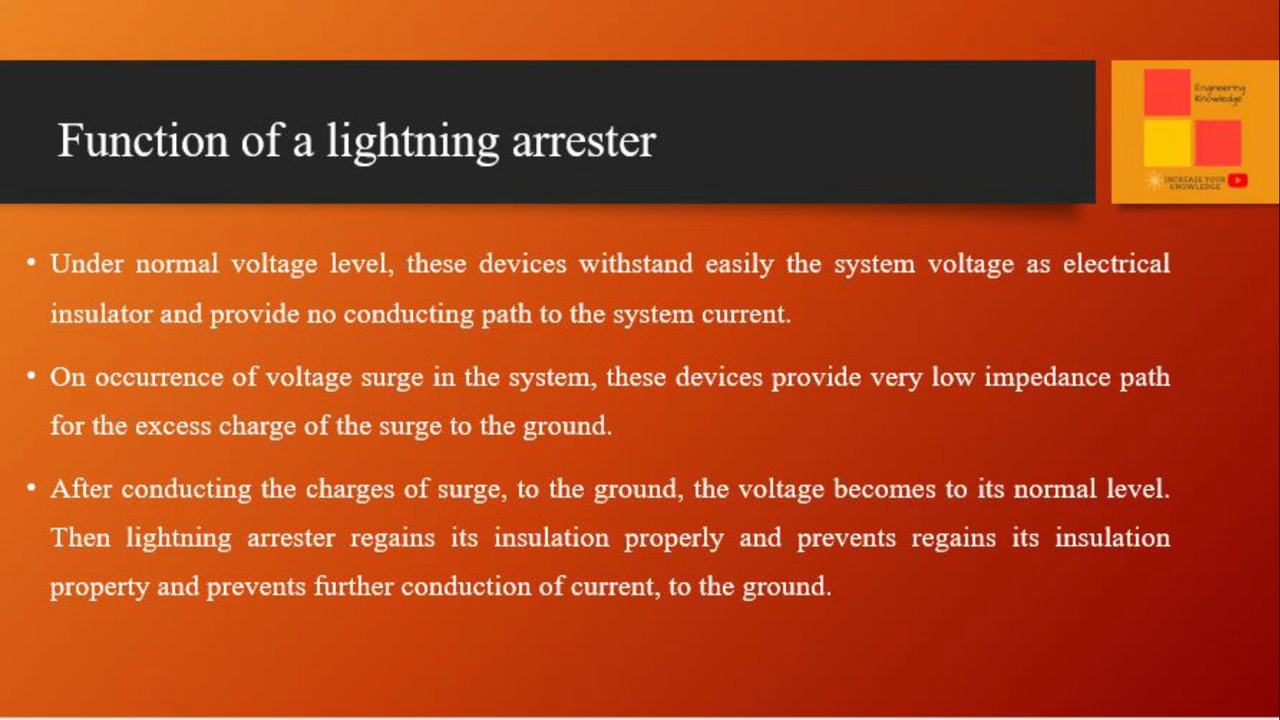 Function of a lightning arrester
Engineering
Knowledge
INCREASE YOUR
KNOWLEDGE
• Under normal voltage level, these devices withstand easily the system voltage as electrical
insulator and provide no conducting path to the system current.
• On occurrence of voltage surge in the system, these devices provide very low impedance path
for the excess charge of the surge to the ground.
• After conducting the charges of surge, to the ground, the voltage becomes to its normal level.
Then lightning arrester regains its insulation properly and prevents regains its insulation
property and prevents further conduction of current, to the ground.